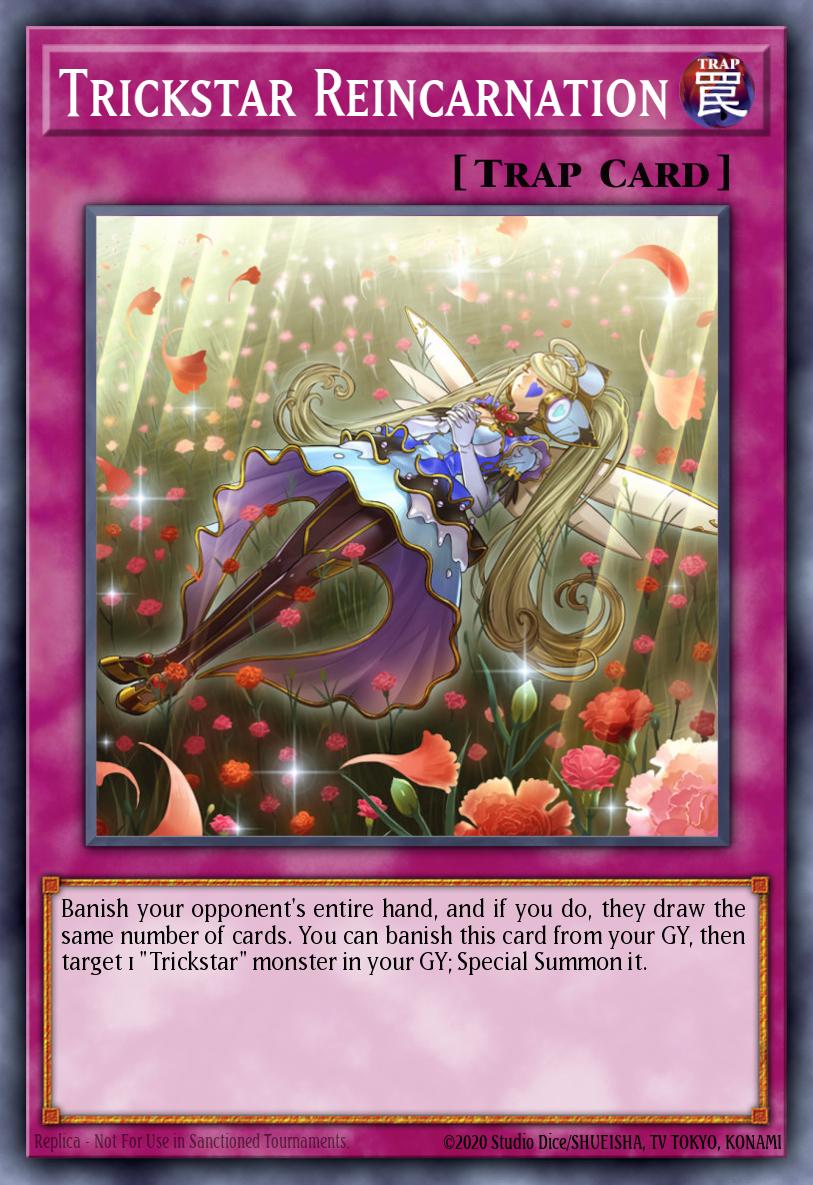 Trickstar Reincarnation
TRAP
罠
[Trap Card]
Banish your opponent's entire hand, and if you do, they draw the
same number of cards. You can banish this card from your GY, then
target 1 "Trickstar" monster in your GY; Special Summon it.
Replica - Not For Use in Sanctioned Tournaments.
©2020 Studio Dice/SHUEISHA, TV TOKYO, KONAMI